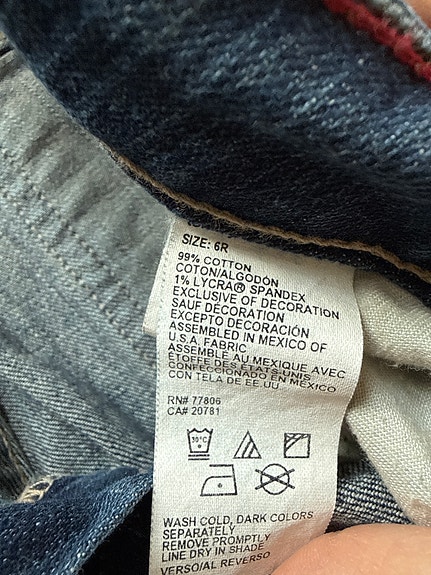 SIZE: 6R
99% COTTON
COTON/ALGODÓN
1% LYCRA® SPANDEX
EXCLUSIVE OF DECORATION
SAUF DÉCORATION
EXCEPTO DECORACIÓN
ASSEMBLED IN MEXICO OF
U.S.A. FABRIC
ASSEMBLÉ AU MEXIQUE AVEC
ÉTOFFE DES ÉTATS UNIS
CONFECCIONADO EN MÉXICO
CON TELA DE EE UU
RN# 77806
CA# 20781
30°C
WASH COLD, DARK COLORS
SEPARATELY
REMOVE PROMPTLY
LINE DRY IN SHADE
VERSO/AL REVERSO